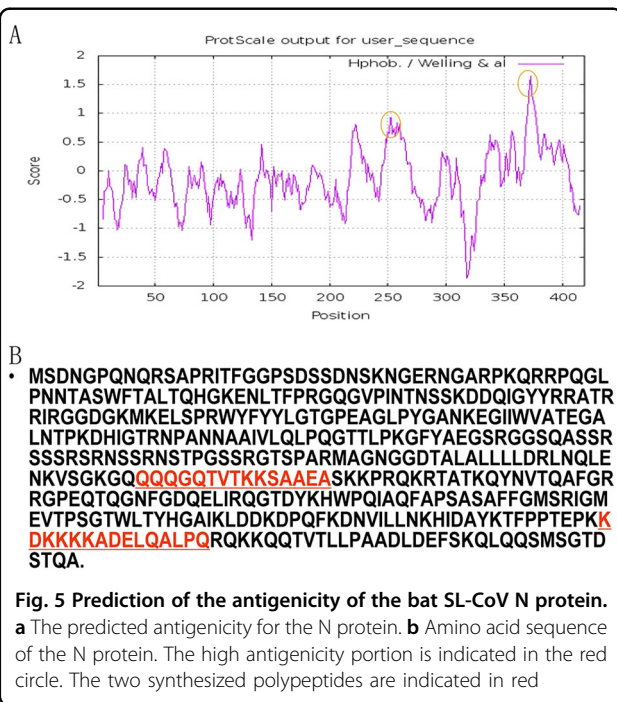 A
ProtScale output for user_sequence
Hphob. / Welling & al
2
1.5
1
0.5
0
-0.5
-1
-1.5
-2
Score
50 100 150 200 250 300 350 400
Position
B
• MSDNGPQNQRSAPRITFGGPSDSSDNSKNGERNGARPKQRRPQGL
PNNTASWFTALTQHGKENLTFPRGQGVPINTNSSKDDQIGYYRRATR
RIRGGDGKMKELSPRWYFYYLGTGPEAGLPYGANKEGIIWVATEGA
LNTPKDHIGTRNPANNAAIVLQLPQGTTLPKGFYAEGSRGGSQASSR
SSSRSRNSSRNSTPGSSRGTSPARMAGNGGDTALALLLLDRLNQLE
NKVSGKGQQQQGQTVTKKSAAEASKKPRQKRTATKQYNVTQAFGR
RGPEQTQGNFGDQELIRQGTDYKHWPQIAQFAPSASAFFGMSRIGM
EVTPSGTWLTYHGAIKLDDKDPQFKDNVILLNKHIDAYKTFPPTEPKK
DKKKKADELQALPQRQKKQQTVTLLPAADLDEFSKQLQQSMSGTD
STQA.
Fig. 5 Prediction of the antigenicity of the bat SL-CoV N protein.
a The predicted antigenicity for the N protein. b Amino acid sequence
of the N protein. The high antigenicity portion is indicated in the red
circle. The two synthesized polypeptides are indicated in red